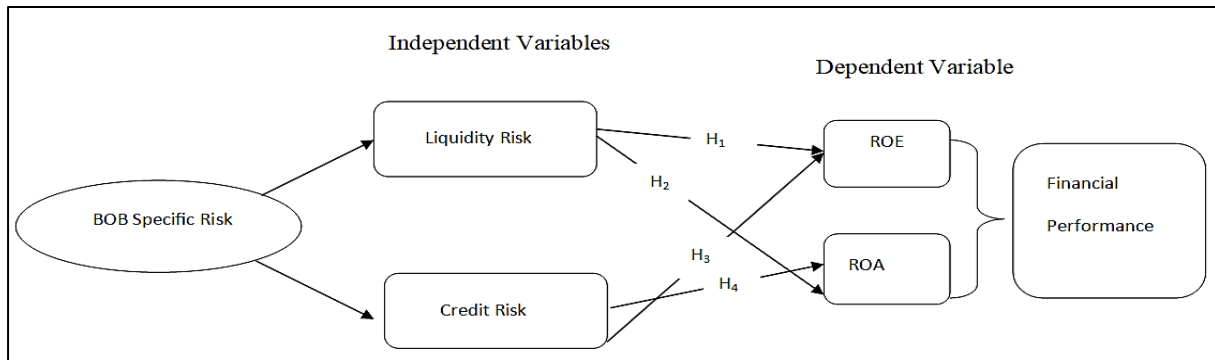 Independent Variables
Dependent Variable
Liquidity Risk
H1
ROE
H2
Financial
Performance
BOB Specific Risk
H3
ROA
H4
Credit Risk